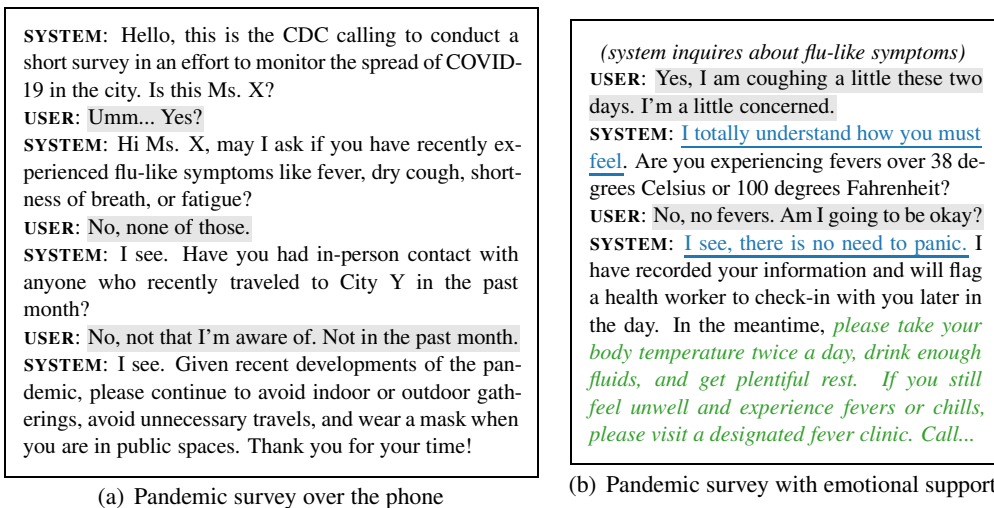 SYSTEM: Hello, this is the CDC calling to conduct a
short survey in an effort to monitor the spread of COVID-
19 in the city. Is this Ms. X?
USER: Umm... Yes?
SYSTEM: Hi Ms. X, may I ask if you have recently ex-
perienced flu-like symptoms like fever, dry cough, short-
ness of breath, or fatigue?
USER: No, none of those.
SYSTEM: I see. Have you had in-person contact with
anyone who recently traveled to City Y in the past
month?
USER: No, not that I'm aware of. Not in the past month.
SYSTEM: I see. Given recent developments of the pan-
demic, please continue to avoid indoor or outdoor gath-
erings, avoid unnecessary travels, and wear a mask when
you are in public spaces. Thank you for your time!
(a) Pandemic survey over the phone
(system inquires about flu-like symptoms)
USER: Yes, I am coughing a little these two
days. I'm a little concerned.
SYSTEM: I totally understand how you must
feel. Are you experiencing fevers over 38 de-
grees Celsius or 100 degrees Fahrenheit?
USER: No, no fevers. Am I going to be okay?
SYSTEM: I see, there is no need to panic. I
have recorded your information and will flag
a health worker to check-in with you later in
the day. In the meantime, please take your
body temperature twice a day, drink enough
fluids, and get plentiful rest. If you still
feel unwell and experience fevers or chills,
please visit a designated fever clinic. Call...
(b) Pandemic survey with emotional support